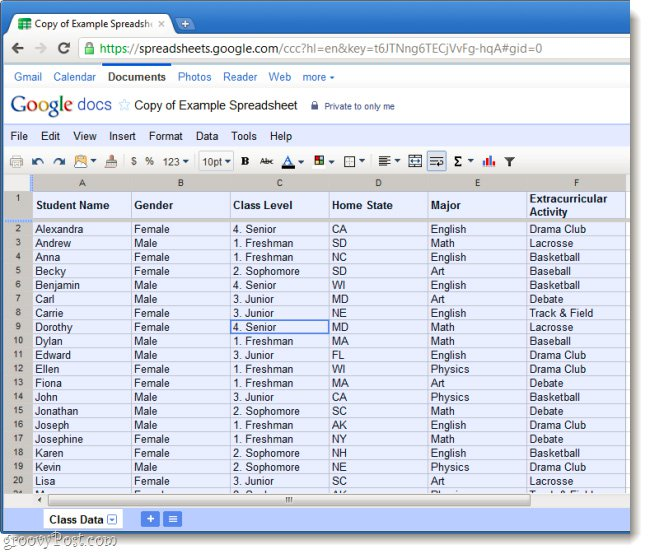 Copy of Example Spreadshe
https://spreadsheets.google.com/ccc?hl=en&key=t6JTNng6TECjVvFg-hqA#gid=0
Gmail Calendar Documents Photos Reader Web more
Google docs Copy of Example Spreadsheet Private to only me
File Edit View Insert Format Data Tools Help
$ % 123 10pt B Abc A Σ
A B C D E F
1 Student Name Gender Class Level Home State Major Extracurricular
Activity
2 Alexandra Female 4. Senior CA English Drama Club
3 Andrew Male 1. Freshman SD Math Lacrosse
4 Anna Female 1. Freshman NC English Basketball
5 Becky Female 2. Sophomore SD Art Baseball
6 Benjamin Male 4. Senior WI English Basketball
7 Carl Male 3. Junior MD Art Debate
8 Carrie Female 3. Junior NE English Track & Field
9 Dorothy Female 4. Senior MD Math Lacrosse
10 Dylan Male 1. Freshman MA Math Baseball
11 Edward Male 3. Junior FL English Drama Club
12 Ellen Female 1. Freshman WI Physics Drama Club
13 Fiona Female 1. Freshman MA Art Debate
14 John Male 3. Junior CA Physics Basketball
15 Jonathan Male 2. Sophomore SC Math Debate
16 Joseph Male 1. Freshman AK English Drama Club
17 Josephine Female 1. Freshman NY Math Debate
18 Karen Female 2. Sophomore NH English Basketball
19 Kevin Male 2. Sophomore NE Physics Drama Club
20 Lisa Female 3. Junior SC Art Lacrosse
Class Data
groovyPost.com